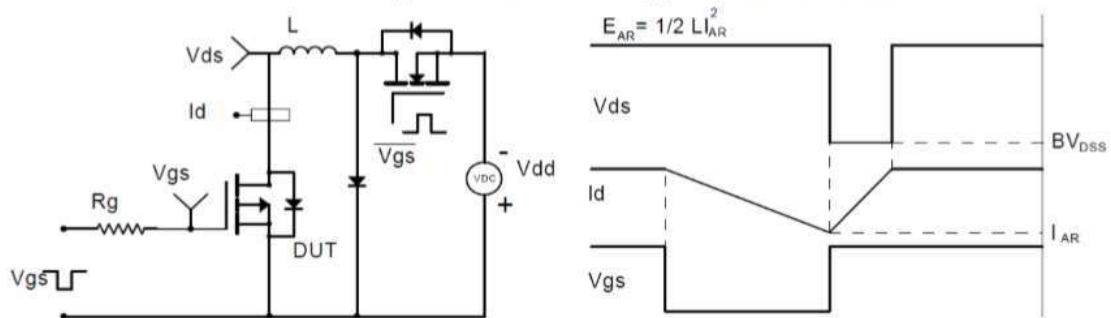 L
Vds
Id
Vgs
Rg
Vgs
DUT
Vgs
VDC
-
+
Vdd
E_AR = 1/2 LI_AR^2
Vds
BV_DSS
Id
I_AR
Vgs